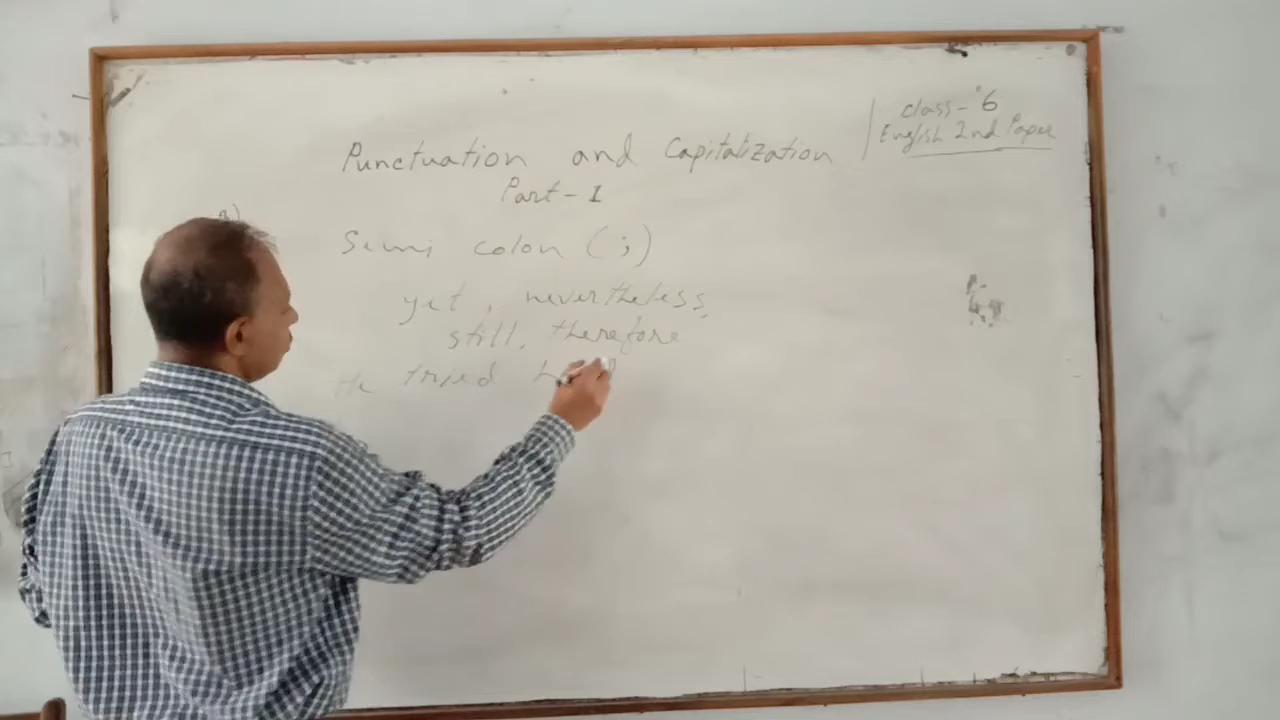 class- 6
English 2nd Paper
Punctuation and Capitalization
Part-1
Semi colon (;)
yet, nevertheless,
still, therefore
He tried